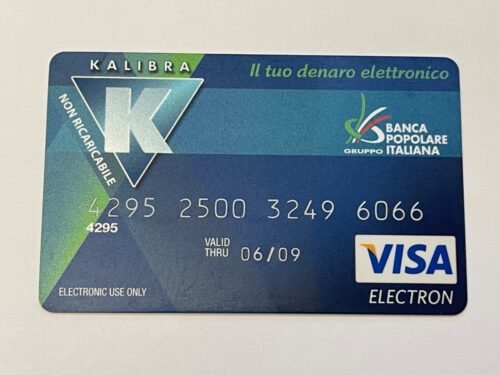 KALIBRA
K
NON RICARICABILE
Il tuo denaro elettronico
GRUPPO
BANCA
POPOLARE
ITALIANA
4295 2500 3249 6066
4295
VALID
THRU 06/09
VISA
ELECTRON
ELECTRONIC USE ONLY